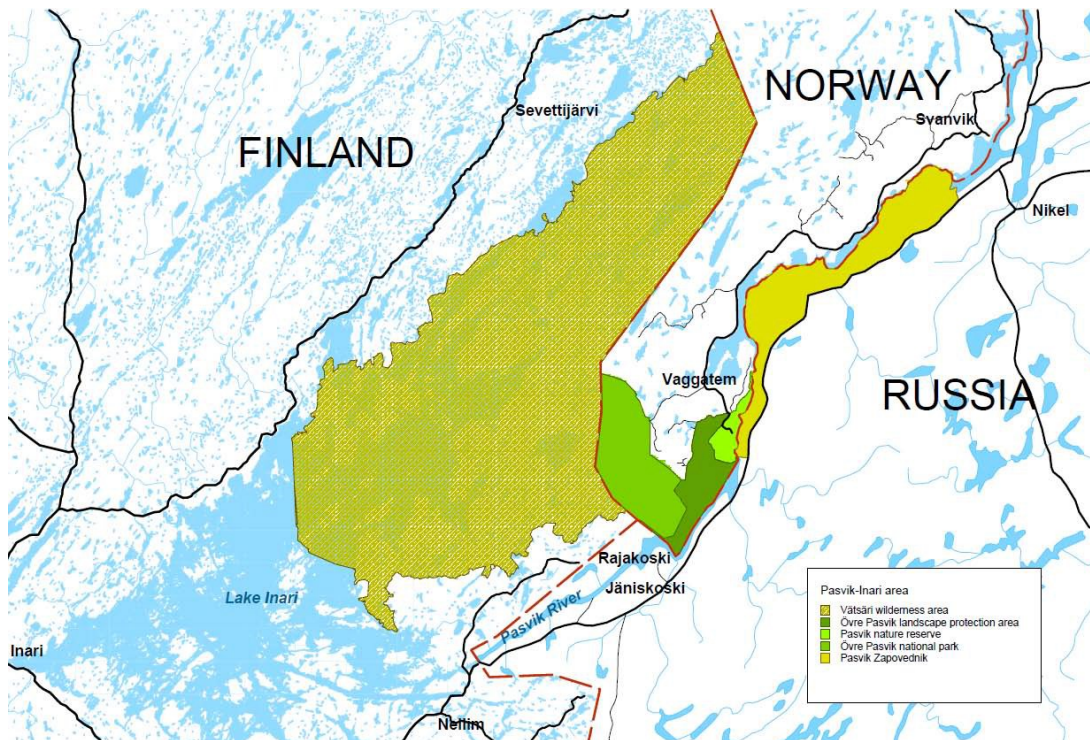 NORWAY
Svanvik
Sevettijärvi
FINLAND
Nikel
Vaggatem
RUSSIA
Rajakoski
Jäniskoski
Lake Inari
Pasvik River
Inari
Nellim
Pasvik-Inari area
Vätsäri wilderness area
Övre Pasvik landscape protection area
Pasvik nature reserve
Övre Pasvik national park
Pasvik Zapovednik